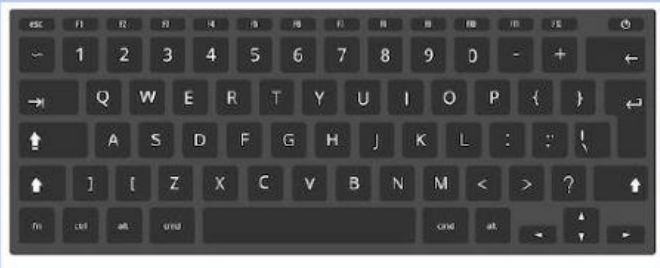 esc F1 F2 F3 F4 F5 F6 F7 F8 F9 F10 F11 F12
~ 1 2 3 4 5 6 7 8 9 0 - + ←
⇥ Q W E R T Y U I O P { }
A S D F G H J K L : " \
] [ Z X C V B N M < > ?
fn ctrl alt cmd cmd alt ◄ ▲ ▼ ►